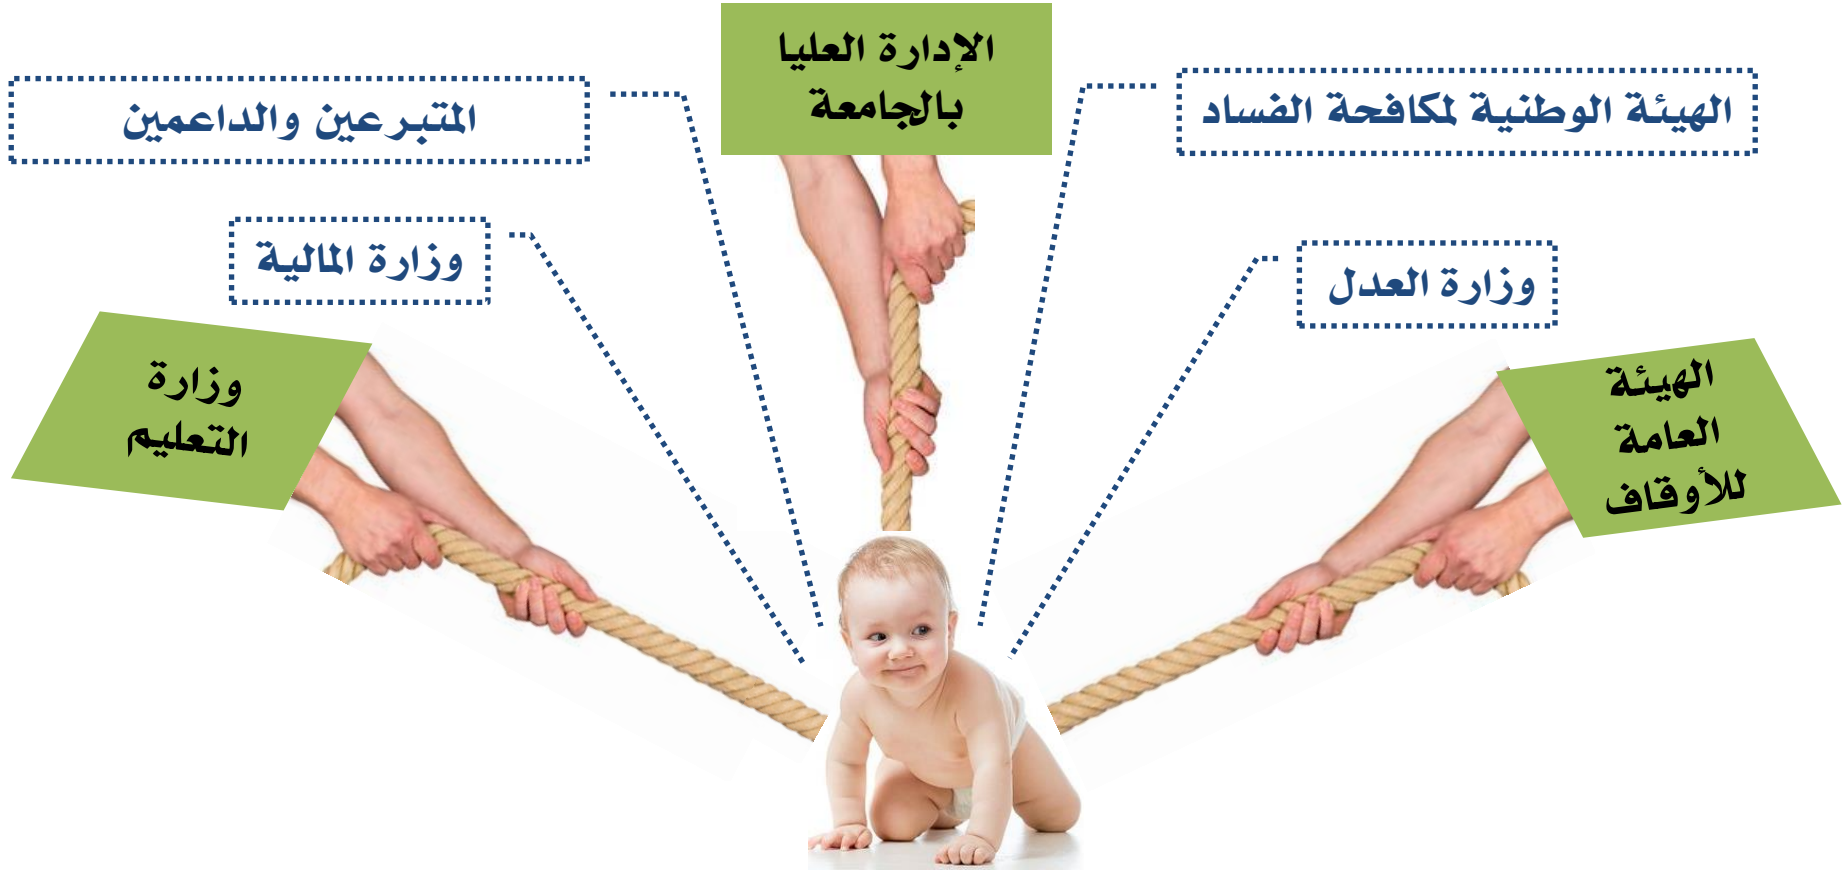 الإدارة العليا
بالجامعة
الهيئة الوطنية لمكافحة الفساد
المتبرعين والداعمين
وزارة العدل
وزارة المالية
الهيئة
العامة
للأوقاف
وزارة
التعليم